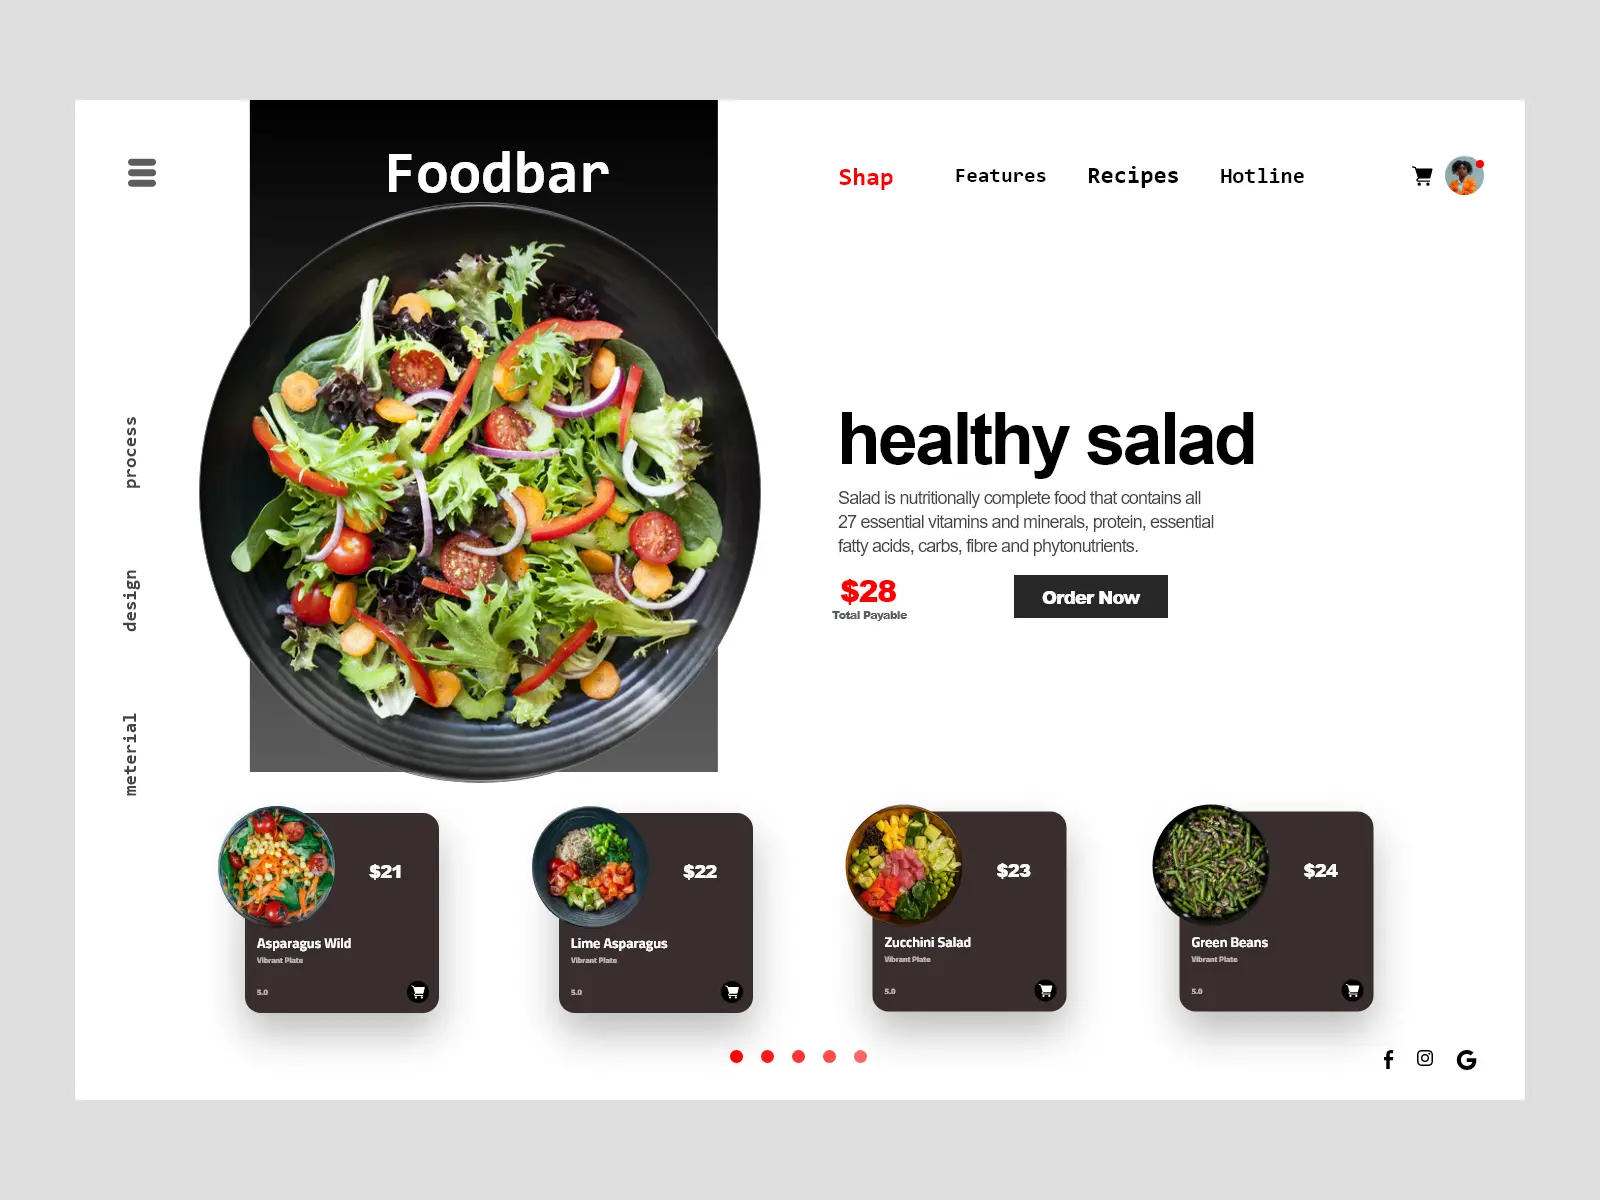 Foodbar
Shap
Features
Recipes
Hotline
process
design
meterial
healthy salad
Salad is nutritionally complete food that contains all
27 essential vitamins and minerals, protein, essential
fatty acids, carbs, fibre and phytonutrients.
$28
Total Payable
Order Now
$21
Asparagus Wild
Vibrant Plate
5.0
$22
Lime Asparagus
Vibrant Plate
5.0
$23
Zucchini Salad
Vibrant Plate
5.0
$24
Green Beans
Vibrant Plate
5.0